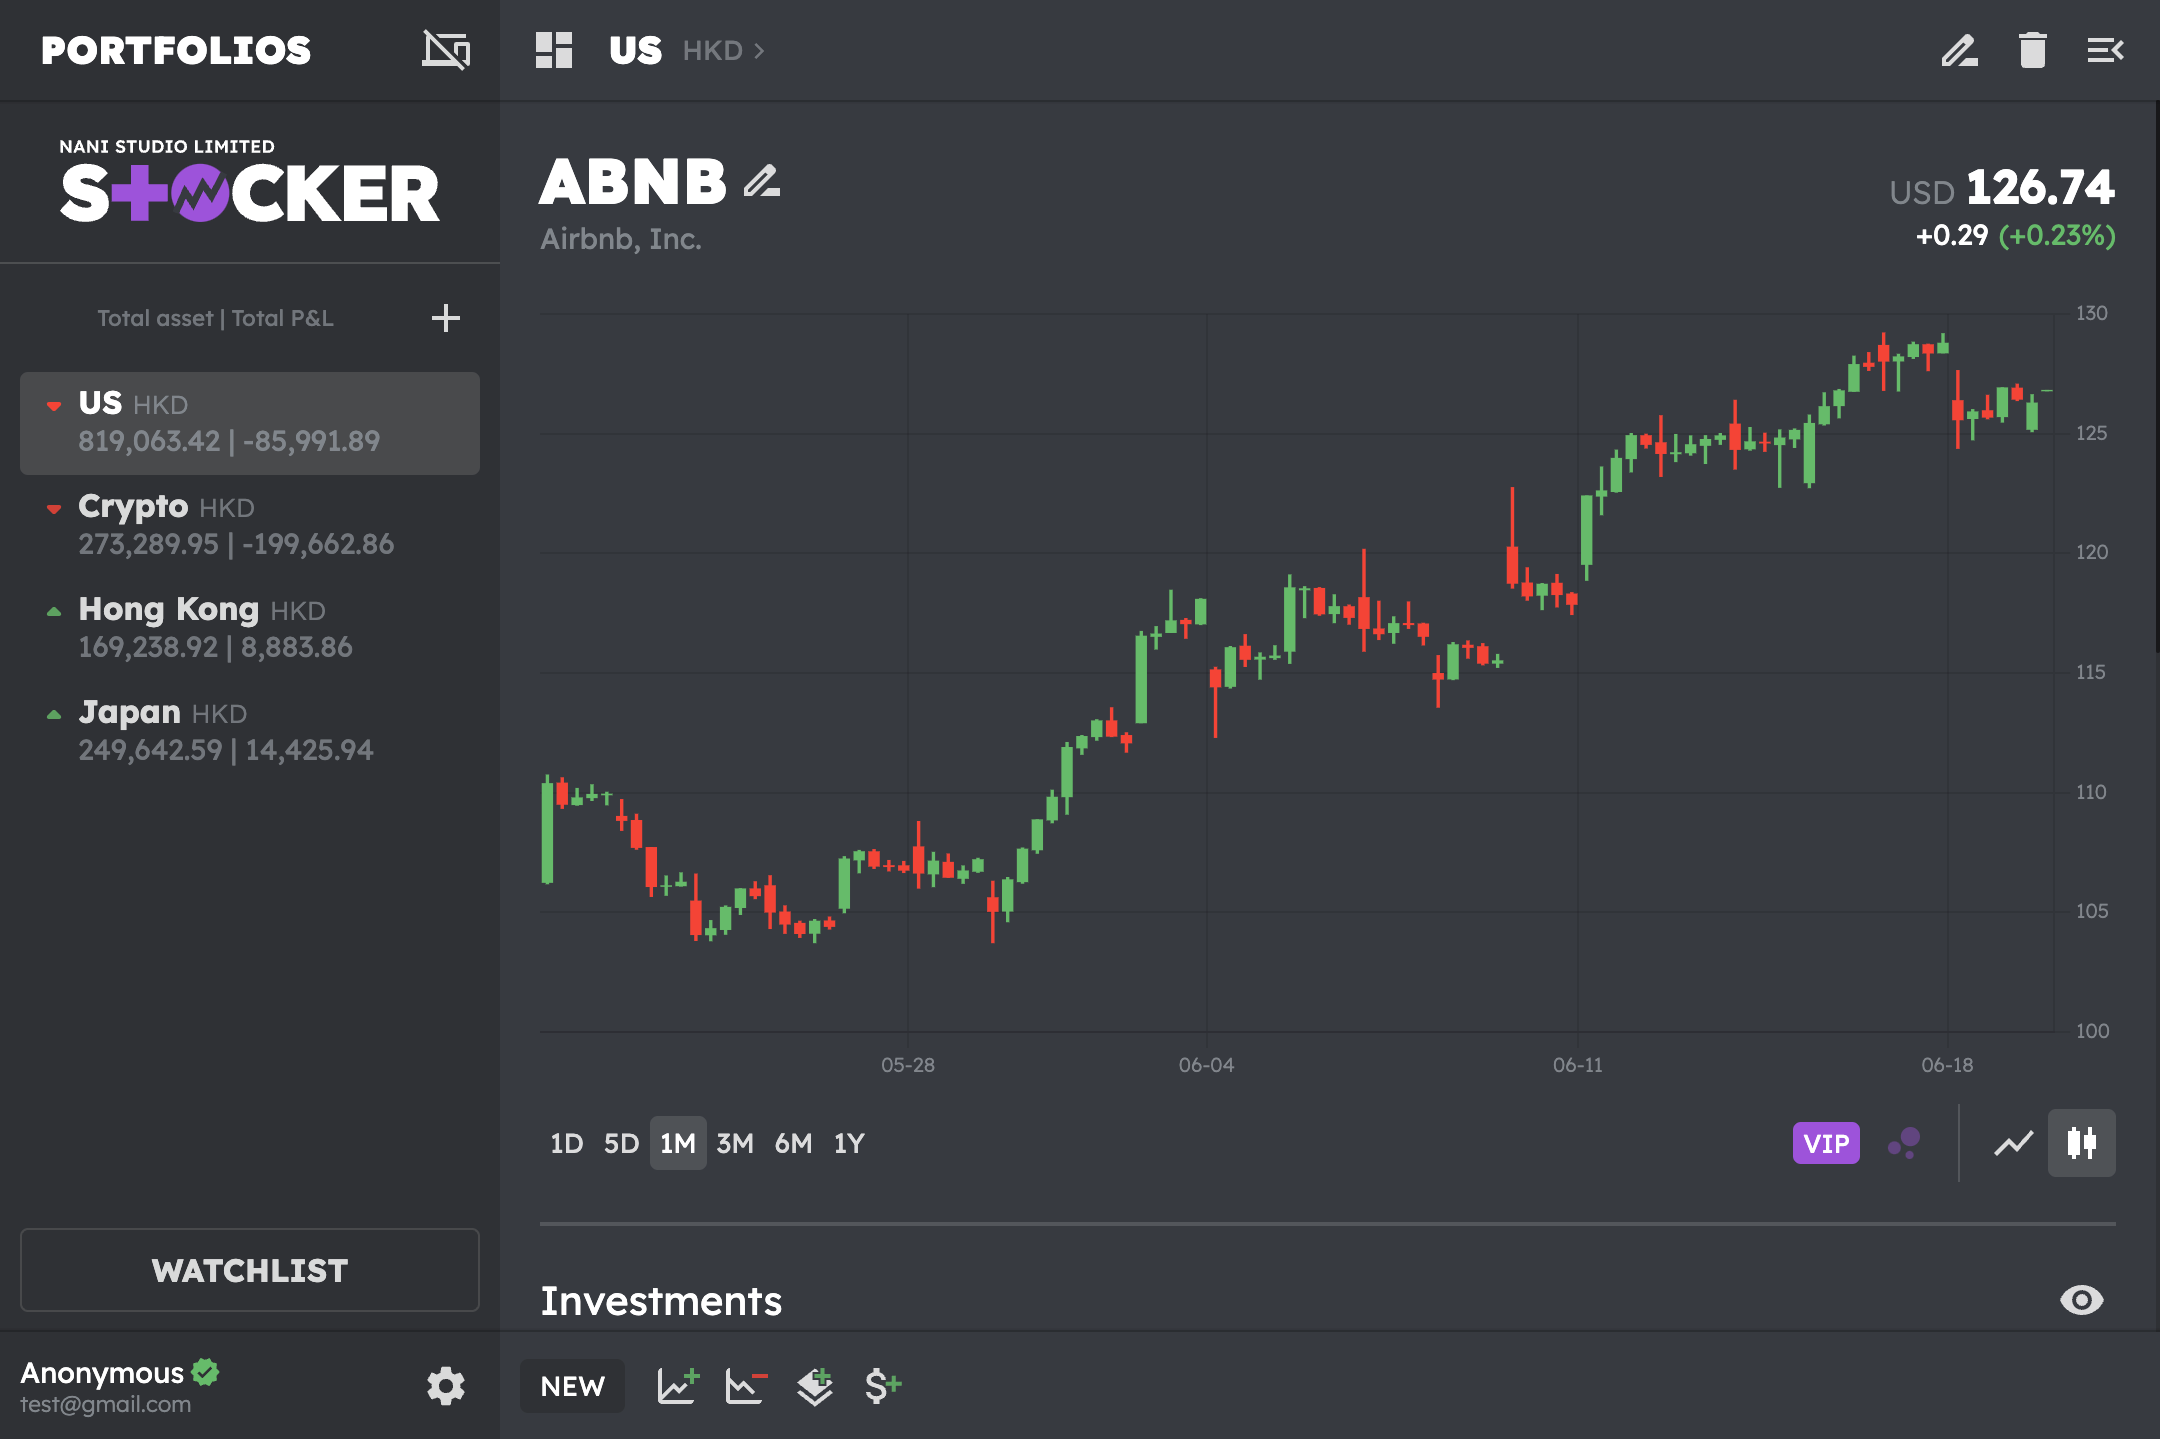 PORTFOLIOS
NANI STUDIO LIMITED
STOCKER
Total asset | Total P&L
US HKD
819,063.42 | -85,991.89
Crypto HKD
273,289.95 | -199,662.86
Hong Kong HKD
169,238.92 | 8,883.86
Japan HKD
249,642.59 | 14,425.94
WATCHLIST
Anonymous
test@gmail.com
US HKD >
ABNB
Airbnb, Inc.
USD 126.74
+0.29 (+0.23%)
130
125
120
115
110
105
100
05-28 06-04 06-11 06-18
1D 5D 1M 3M 6M 1Y
VIP
Investments
NEW